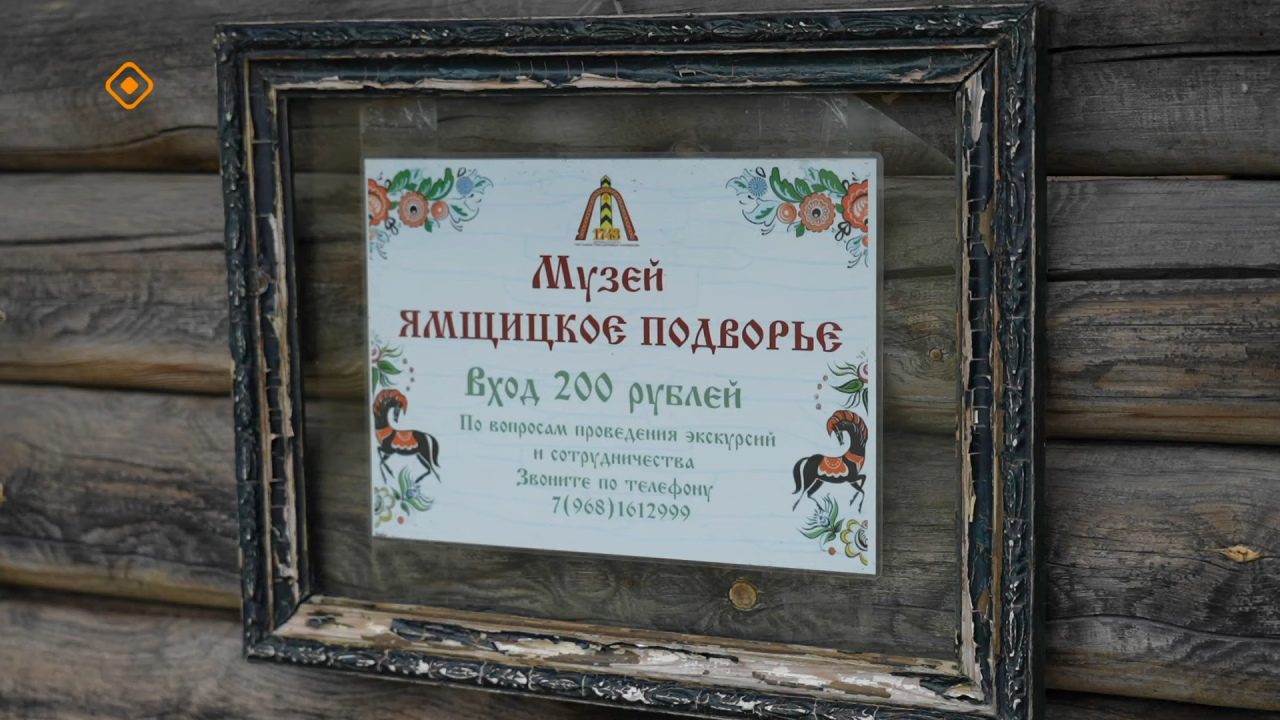 1743
Музей
ЯМЩИЦКОЕ ПОДВОРЬЕ
Вход 200 рублей
По вопросам проведения экскурсий
и сотрудничества
Звоните по телефону
7(968)1612999